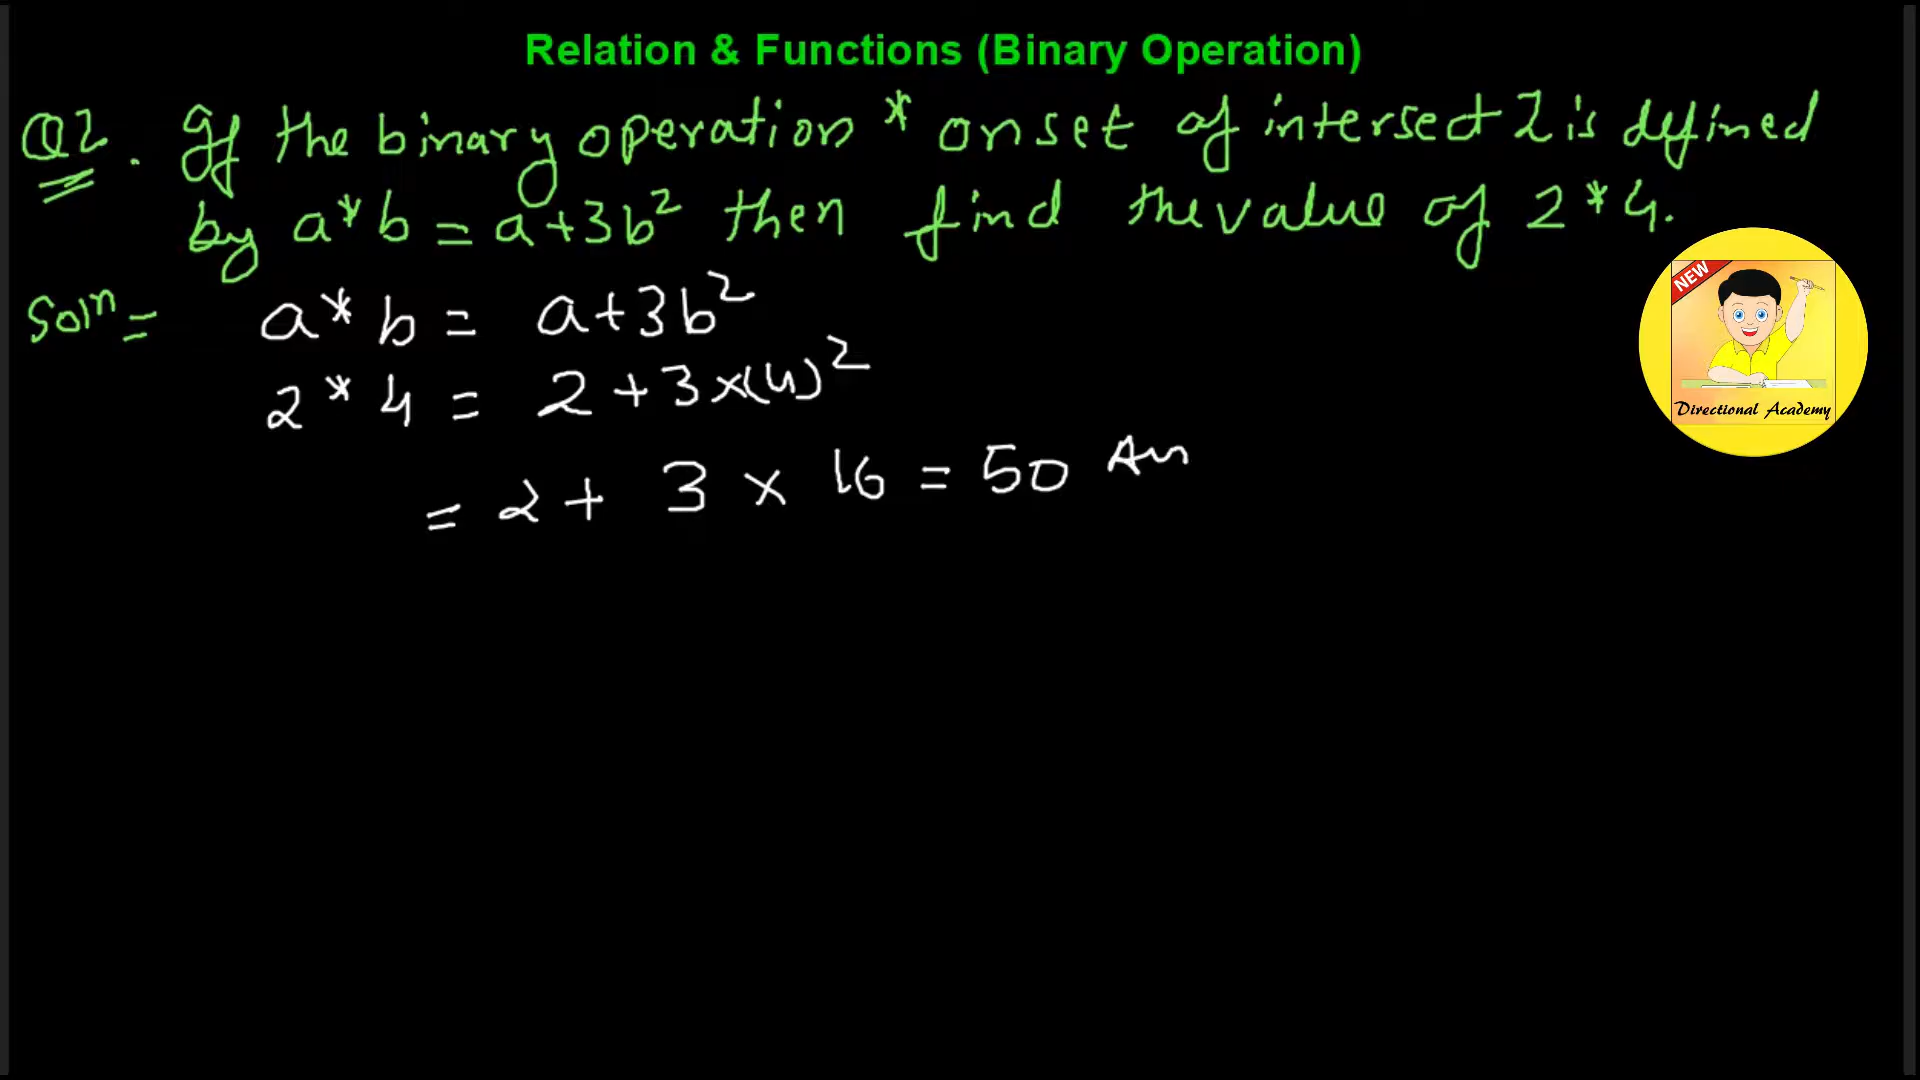 Relation & Functions (Binary Operation)
Q2. If the binary operation * on set of intersect Z is defined
by a * b = a+3b² then find the value of 2 * 4.
Soln =
a * b = a+3b²
2 * 4 = 2 + 3×(4)²
= 2 + 3 × 16 = 50 An
NEW
Directional Academy